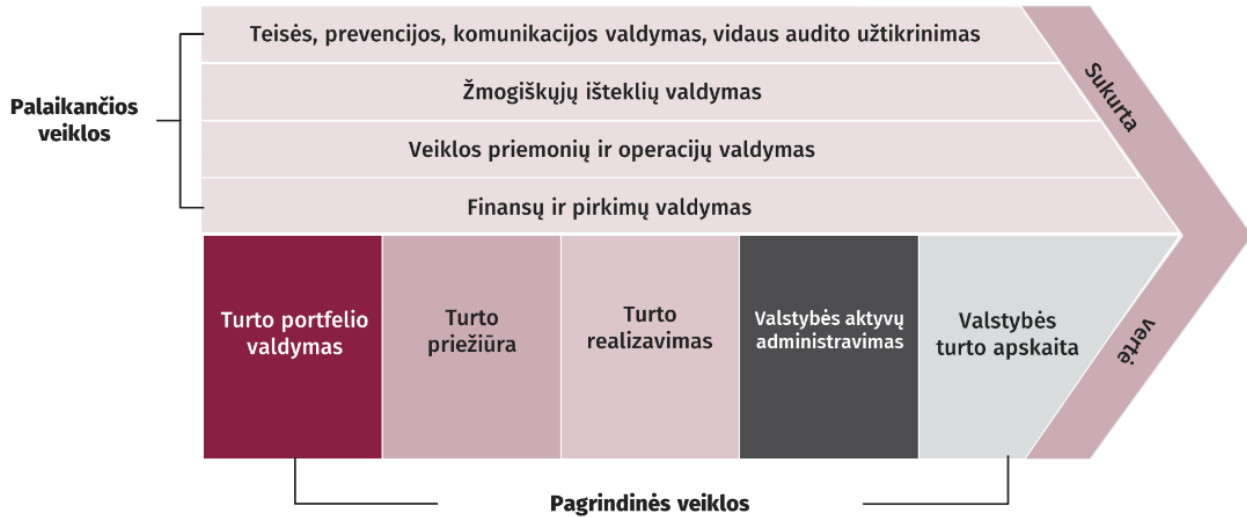 Teisės, prevencijos, komunikacijos valdymas, vidaus audito užtikrinimas
Žmogiškųjų išteklių valdymas
Palaikančios
veiklos
Veiklos priemonių ir operacijų valdymas
Finansų ir pirkimų valdymas
Sukurta
Vertė
Turto portfelio
valdymas
Turto
priežiūra
Turto
realizavimas
Valstybės aktyvų
administravimas
Valstybės
turto apskaita
Pagrindinės veiklos